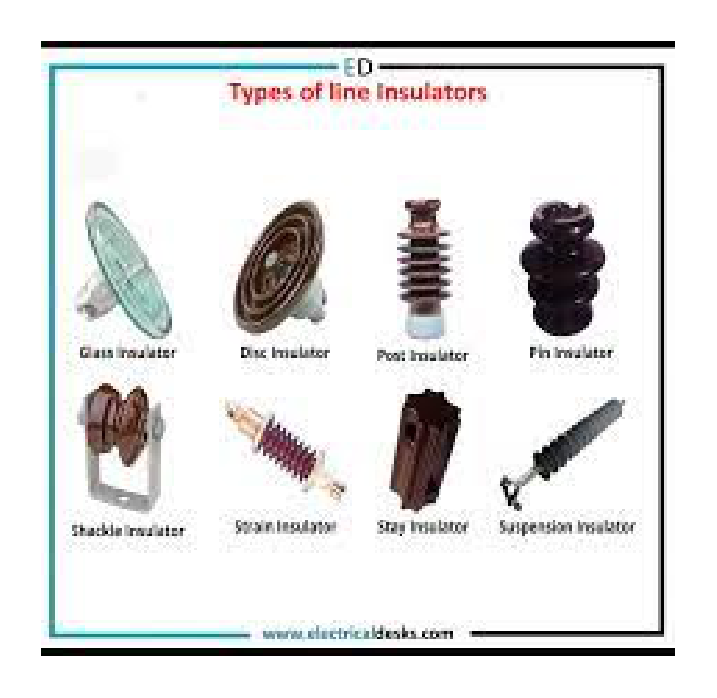 ED
Types of line Insulators
Glass Insulator
Disc Insulator
Post Insulator
Pin Insulator
Shackle Insulator
Strain Insulator
Stay Insulator
Suspension Insulator
www.electricaldesks.com